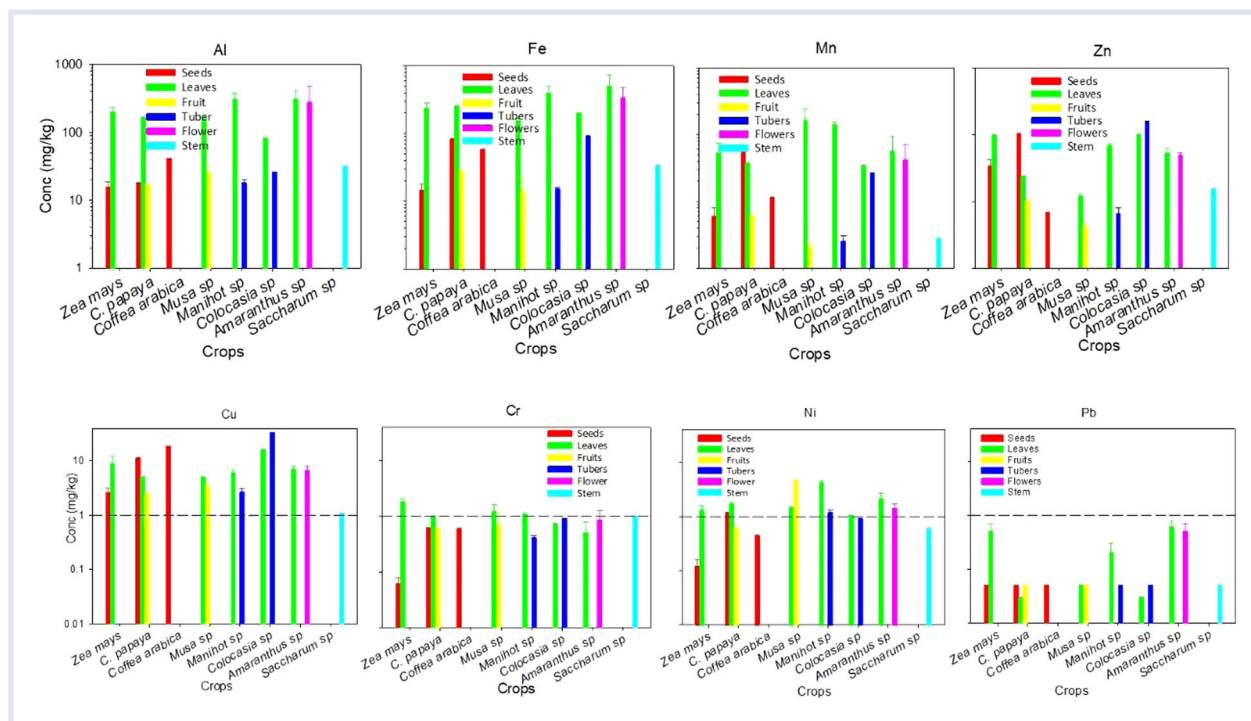 Al
Conc (mg/kg)
1000
100
10
1
Seeds
Leaves
Fruit
Tuber
Flower
Stem
Zea mays
C. papaya
Coffea arabica
Musa sp
Manihot sp
Colocasia sp
Amaranthus sp
Saccharum sp
Crops
Fe
Seeds
Leaves
Fruit
Tubers
Flowers
Stem
Zea mays
C. papaya
Coffea arabica
Musa sp
Manihot sp
Colocasia sp
Amaranthus sp
Saccharum sp
Crops
Mn
Seeds
Leaves
Fruit
Tubers
Flowers
Stem
Zea mays
C. papaya
Coffea arabica
Musa sp
Manihot sp
Colocasia sp
Amaranthus sp
Saccharum sp
Crops
Zn
Seeds
Leaves
Fruits
Tubers
Flowers
Stem
Zea mays
C. papaya
Coffea arabica
Musa sp
Manihot sp
Colocasia sp
Amaranthus sp
Saccharum sp
Crops
Cu
Conc (mg/kg)
10
1
0.1
0.01
Zea mays
C. papaya
Coffea arabica
Musa sp
Manihot sp
Colocasia sp
Amaranthus sp
Saccharum sp
Crops
Cr
Seeds
Leaves
Fruits
Tubers
Flower
Stem
Zea mays
C. papaya
Coffea arabica
Musa sp
Manihot sp
Colocasia sp
Amaranthus sp
Saccharum sp
Crops
Ni
Seeds
Leaves
Fruits
Tubers
Flower
Stem
Zea mays
C. papaya
Coffea arabica
Musa sp
Manihot sp
Colocasia sp
Amaranthus sp
Saccharum sp
Crops
Pb
Seeds
Leaves
Fruits
Tubers
Flowers
Stem
Zea mays
C. papaya
Coffea arabica
Musa sp
Manihot sp
Colocasia sp
Amaranthus sp
Saccharum sp
Crops